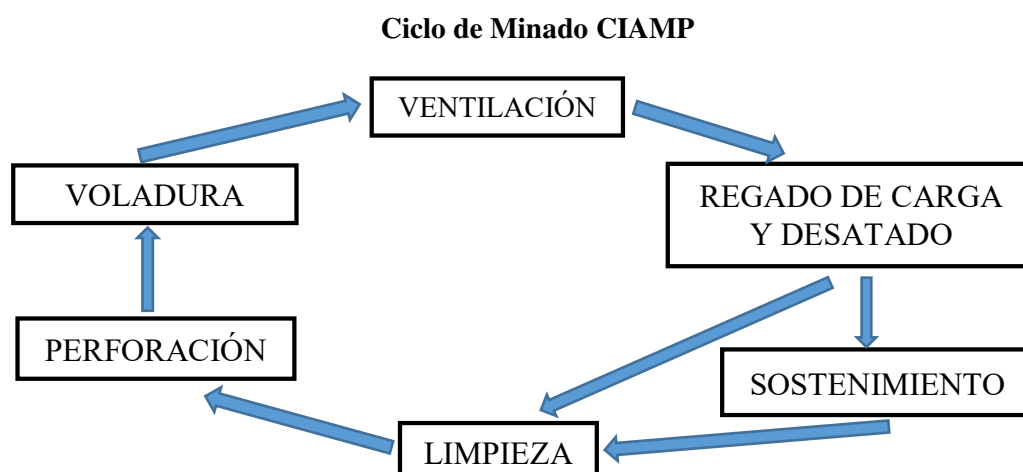 Ciclo de Minado CIAMP
VENTILACIÓN
VOLADURA
REGADO DE CARGA
Y DESATADO
PERFORACIÓN
SOSTENIMIENTO
LIMPIEZA